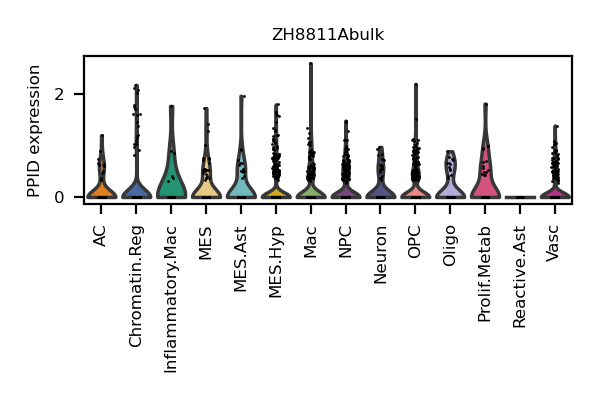 ZH8811Abulk
PPID expression
2
0
AC
Chromatin.Reg
Inflammatory.Mac
MES
MES.Ast
MES.Hyp
Mac
NPC
Neuron
OPC
Oligo
Prolif.Metab
Reactive.Ast
Vasc